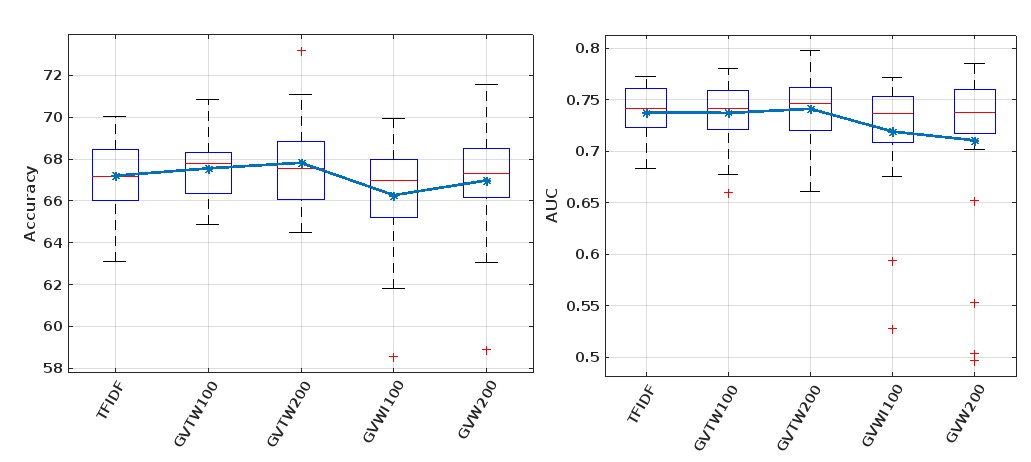 Accuracy
72
70
68
66
64
62
60
58
TFIDF
GVTW100
GVTW200
GVWI100
GVW200
AUC
0.8
0.75
0.7
0.65
0.6
0.55
0.5
TFIDF
GVTW100
GVTW200
GVWI100
GVW200